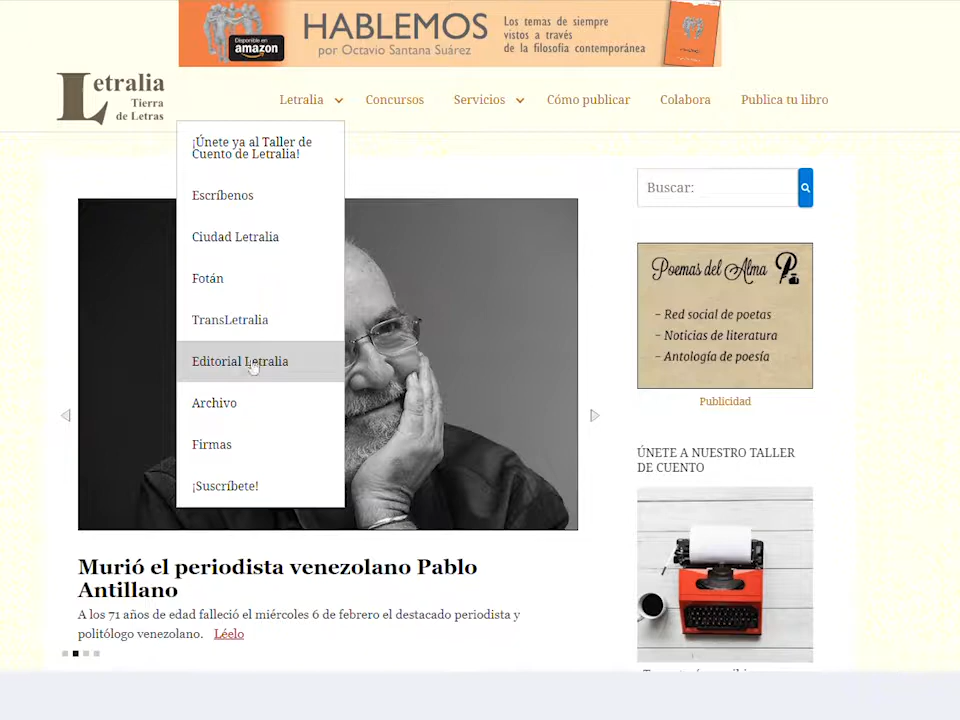 HABLEMOS
por Octavio Santana Suárez
Los temas de siempre
vistos a través
de la filosofía contemporánea
Disponible en
amazon
Letralia
Tierra
de Letras
Letralia
Concursos
Servicios
Cómo publicar
Colabora
Publica tu libro
¡Únete ya al Taller de
Cuento de Letralia!
Escríbenos
Ciudad Letralia
Fotán
TransLetralia
Editorial Letralia
Archivo
Firmas
¡Suscríbete!
Murió el periodista venezolano Pablo
Antillano
A los 71 años de edad falleció el miércoles 6 de febrero el destacado periodista y
politólogo venezolano. Léelo
Buscar:
Poemas del Alma
- Red social de poetas
- Noticias de literatura
- Antología de poesía
Publicidad
ÚNETE A NUESTRO TALLER
DE CUENTO